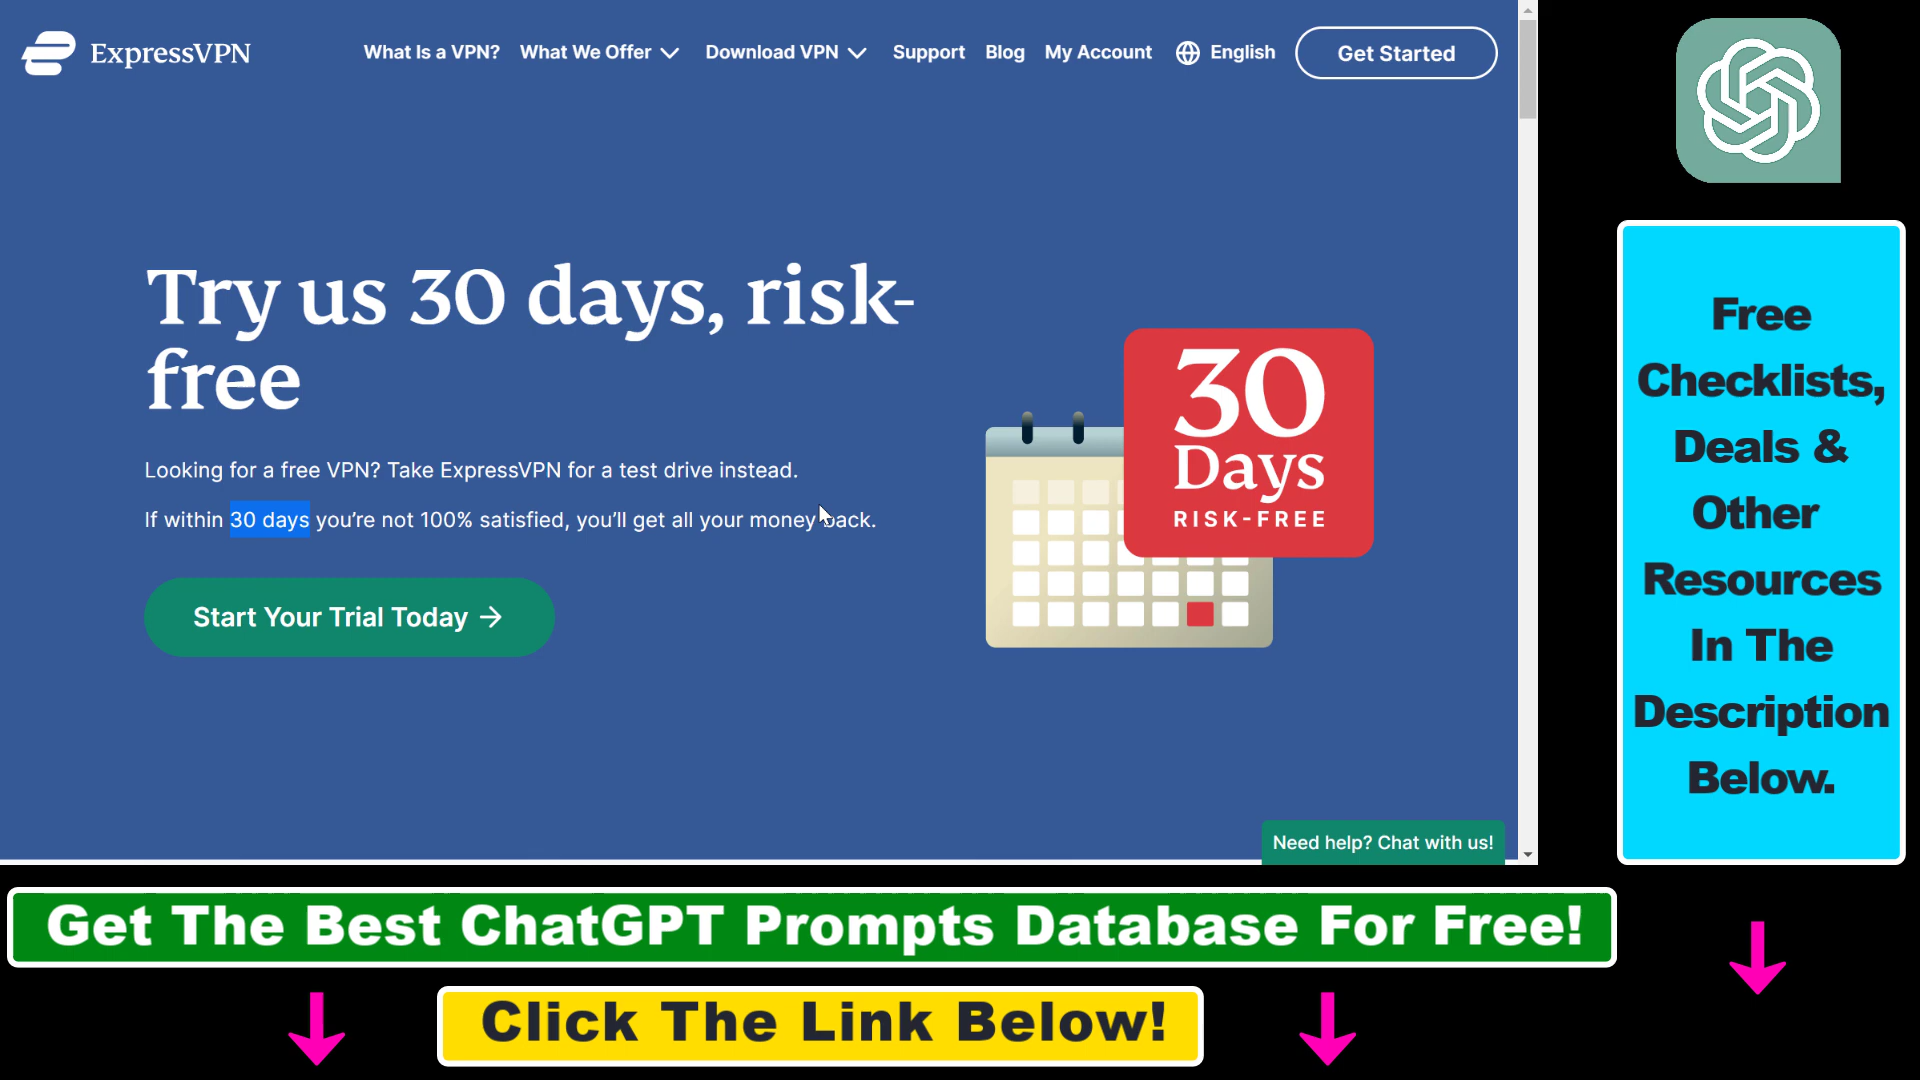 ExpressVPN
What Is a VPN? What We Offer Download VPN Support Blog My Account English Get Started
Try us 30 days, risk-
free
Looking for a free VPN? Take ExpressVPN for a test drive instead.
If within 30 days you’re not 100% satisfied, you’ll get all your money back.
Start Your Trial Today →
30
Days
RISK-FREE
Need help? Chat with us!
Free
Checklists,
Deals &
Other
Resources
In The
Description
Below.
Get The Best ChatGPT Prompts Database For Free!
Click The Link Below!